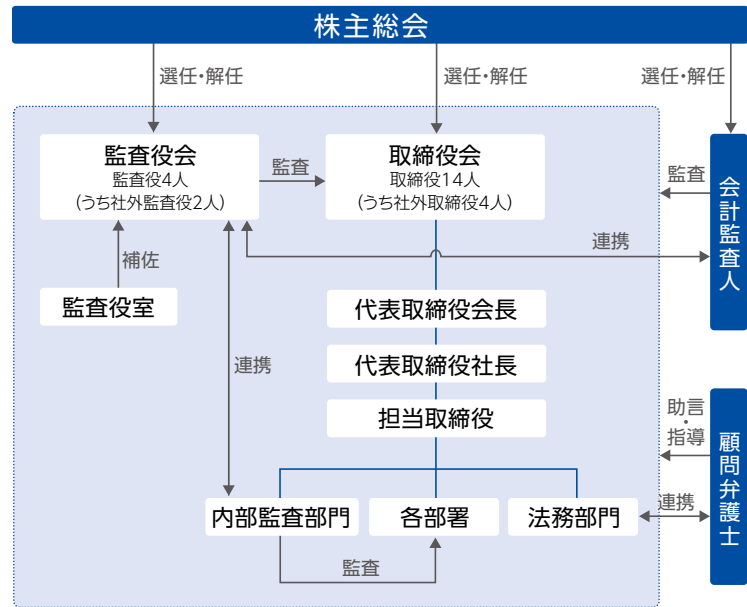 株主総会
選任・解任
選任・解任
選任・解任
監査役会
監査役4人
(うち社外監査役2人)
監査
取締役会
取締役14人
(うち社外取締役4人)
監査
会計監査人
連携
補佐
監査役室
代表取締役会長
連携
代表取締役社長
担当取締役
助言
・
指導
顧問弁護士
内部監査部門
各部署
法務部門
連携
監査